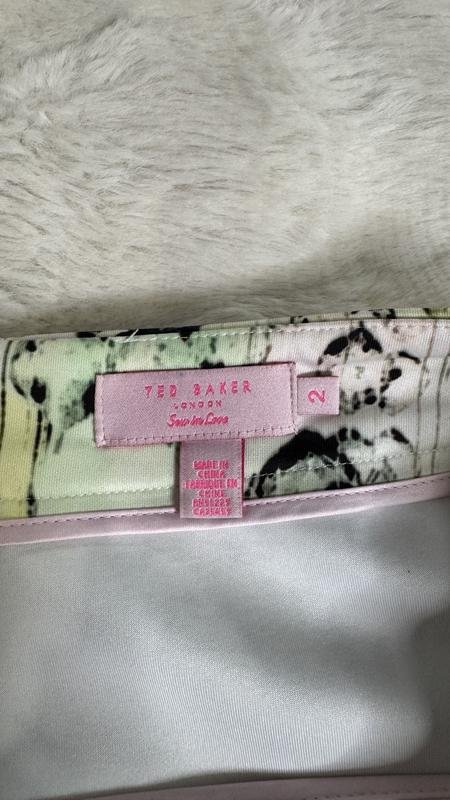 TED BAKER
LONDON
Sew in Love
2
MADE IN
CHINA
FABRIQUE EN
CHINE